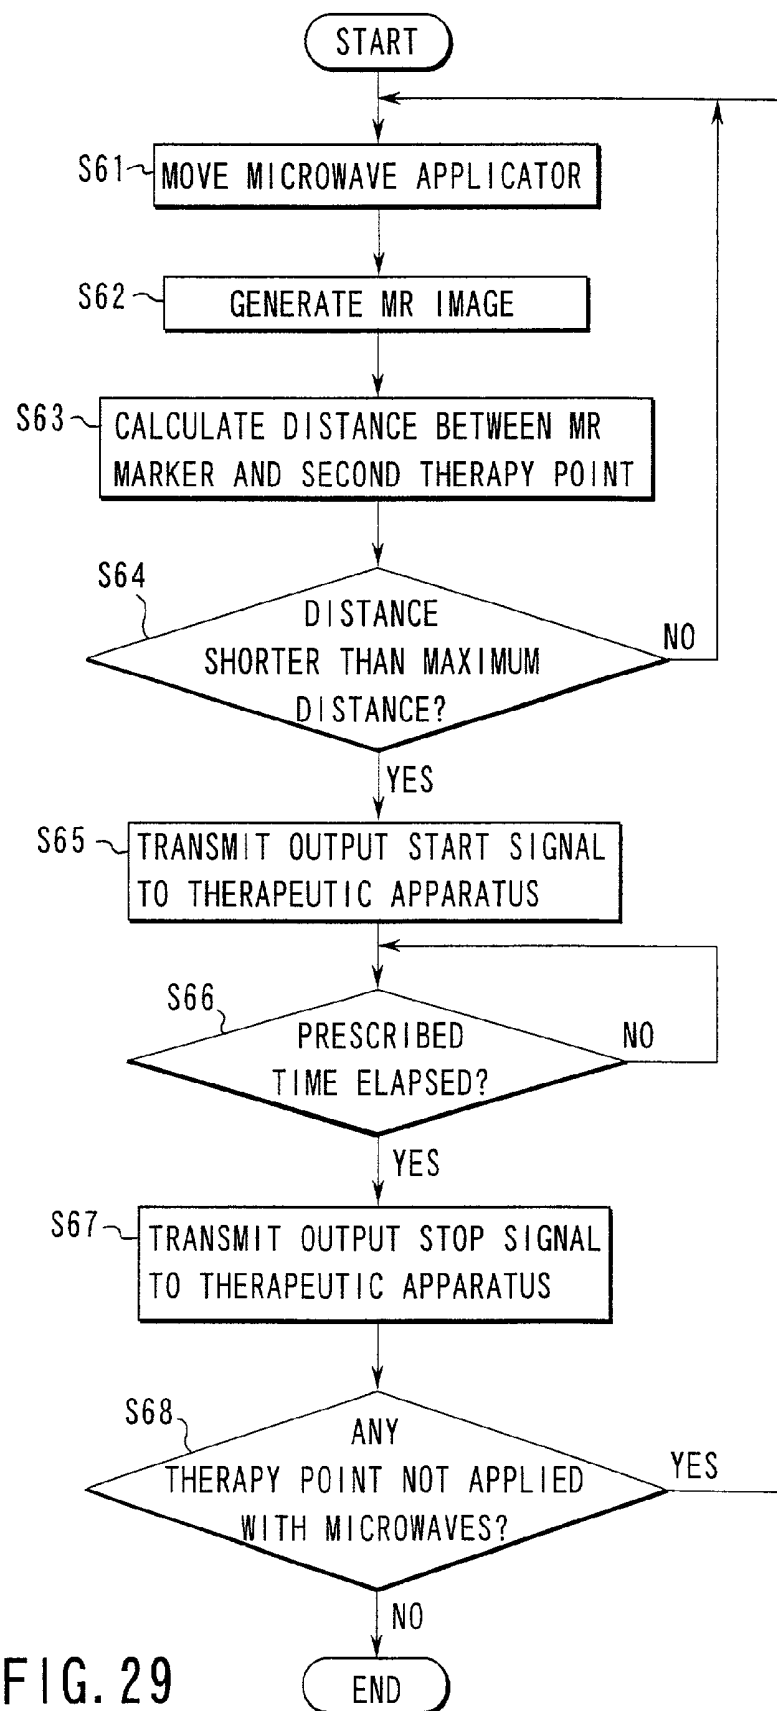 START
S61
MOVE MICROWAVE APPLICATOR
S62
GENERATE MR IMAGE
S63
CALCULATE DISTANCE BETWEEN MR
MARKER AND SECOND THERAPY POINT
S64
DISTANCE
SHORTER THAN MAXIMUM
DISTANCE?
NO
YES
S65
TRANSMIT OUTPUT START SIGNAL
TO THERAPEUTIC APPARATUS
S66
PRESCRIBED
TIME ELAPSED?
NO
YES
S67
TRANSMIT OUTPUT STOP SIGNAL
TO THERAPEUTIC APPARATUS
S68
ANY
THERAPY POINT NOT APPLIED
WITH MICROWAVES?
YES
NO
END
FIG. 29